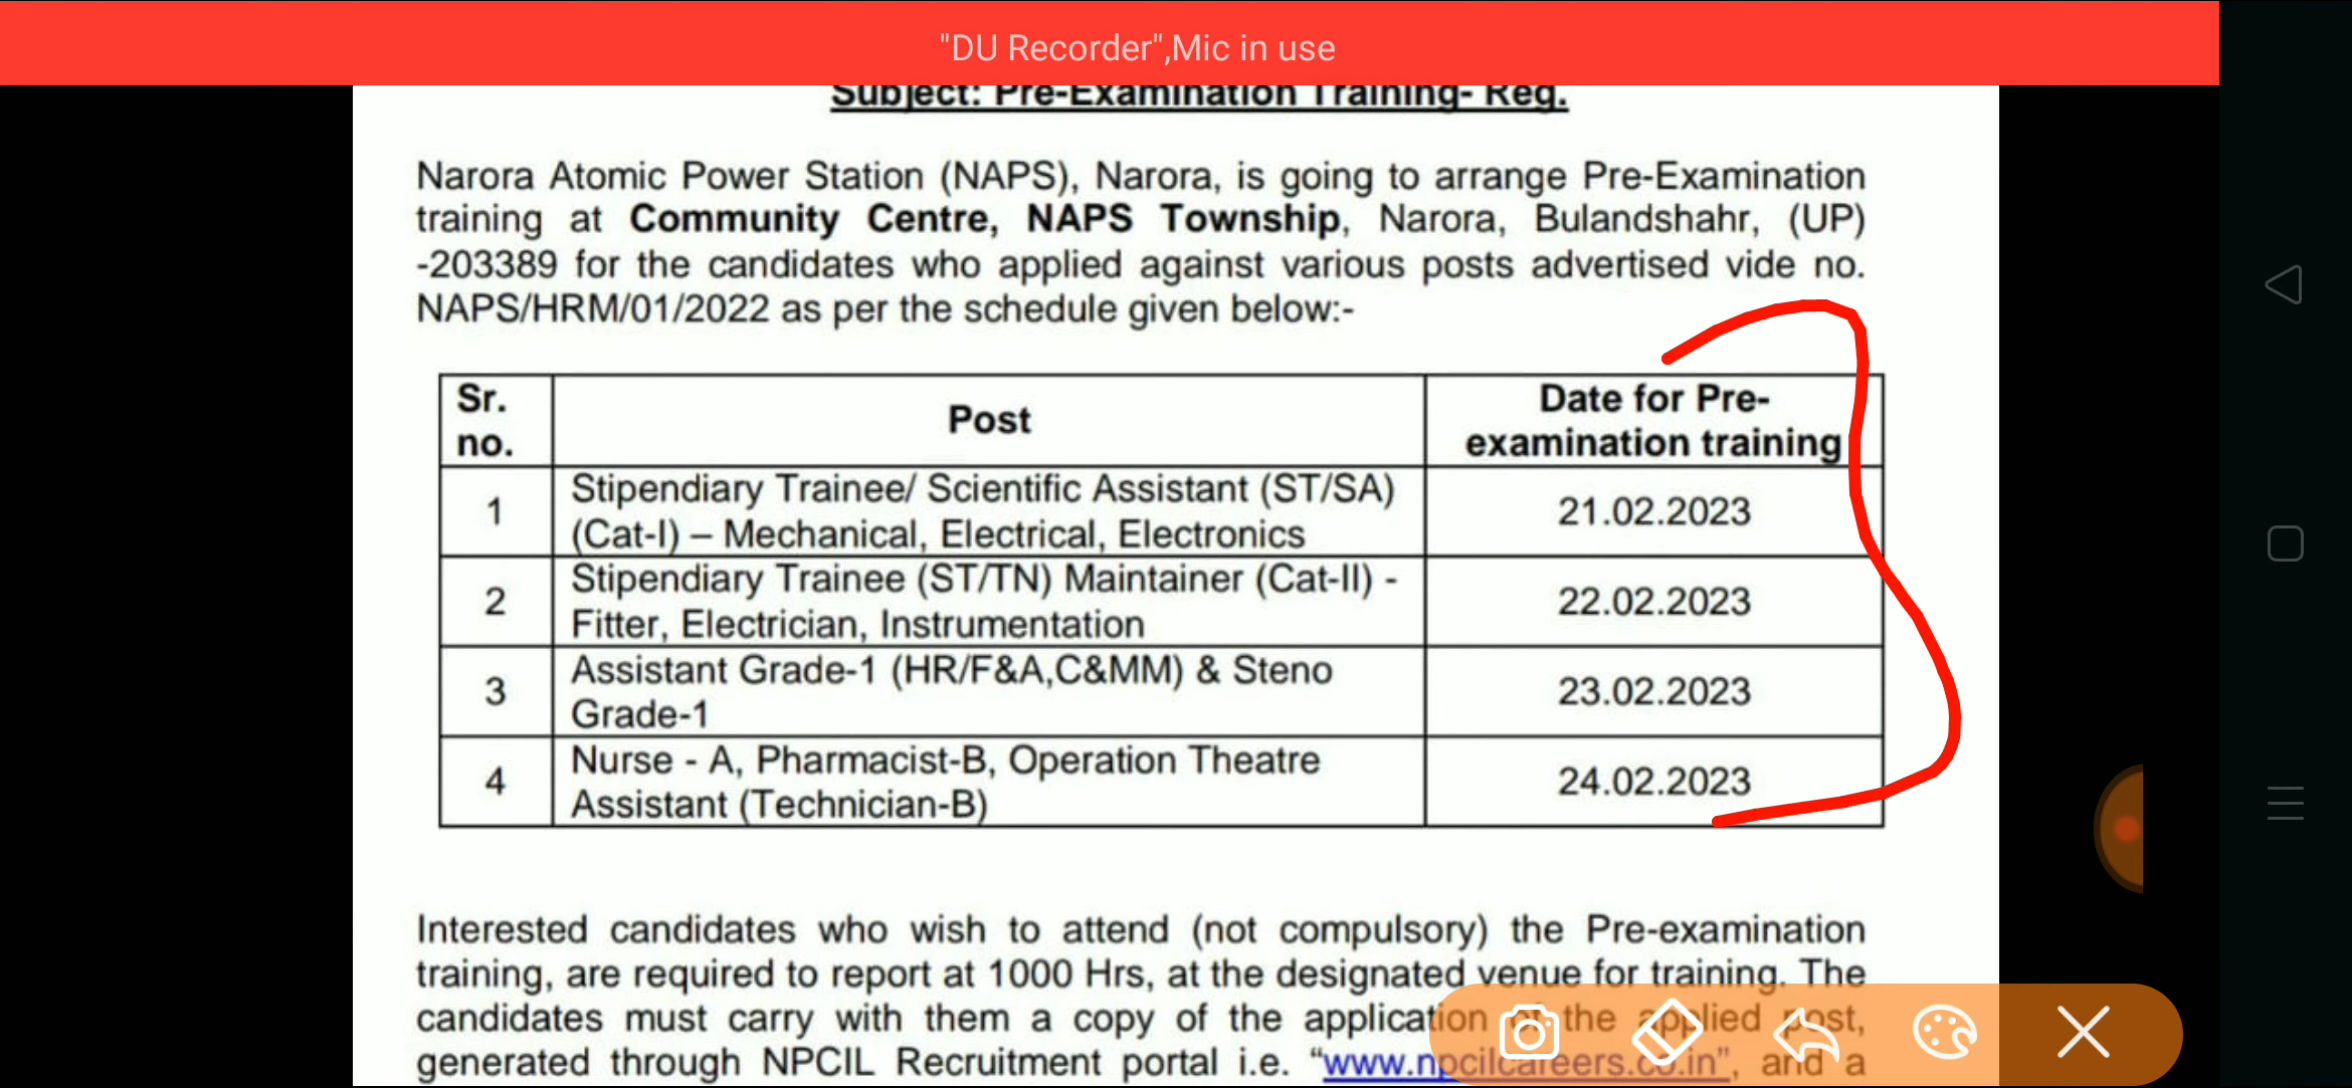 "DU Recorder",Mic in use
Subject: Pre-Examination Training- Reg.
Narora Atomic Power Station (NAPS), Narora, is going to arrange Pre-Examination
training at Community Centre, NAPS Township, Narora, Bulandshahr, (UP)
-203389 for the candidates who applied against various posts advertised vide no.
NAPS/HRM/01/2022 as per the schedule given below:-
Sr. no. Post Date for Pre-examination training
1 Stipendiary Trainee/ Scientific Assistant (ST/SA) 21.02.2023
(Cat-I) – Mechanical, Electrical, Electronics
2 Stipendiary Trainee (ST/TN) Maintainer (Cat-II) - 22.02.2023
Fitter, Electrician, Instrumentation
3 Assistant Grade-1 (HR/F&A,C&MM) & Steno 23.02.2023
Grade-1
4 Nurse - A, Pharmacist-B, Operation Theatre 24.02.2023
Assistant (Technician-B)
Interested candidates who wish to attend (not compulsory) the Pre-examination
training, are required to report at 1000 Hrs, at the designated venue for training. The
candidates must carry with them a copy of the application of the applied post,
generated through NPCIL Recruitment portal i.e. “www.npcilcareers.co.in”, and a